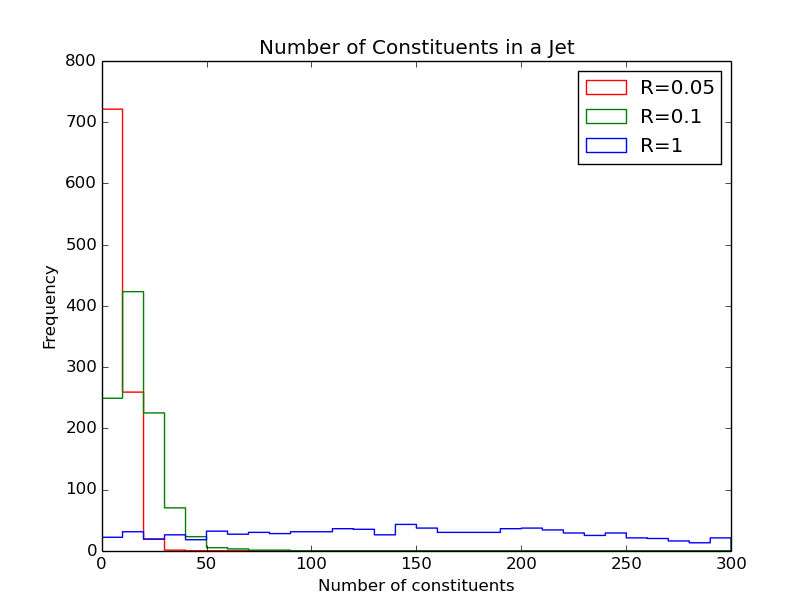 Number of Constituents in a Jet
800
700
600
500
400
300
200
100
0
Frequency
R=0.05
R=0.1
R=1
0 50 100 150 200 250 300
Number of constituents